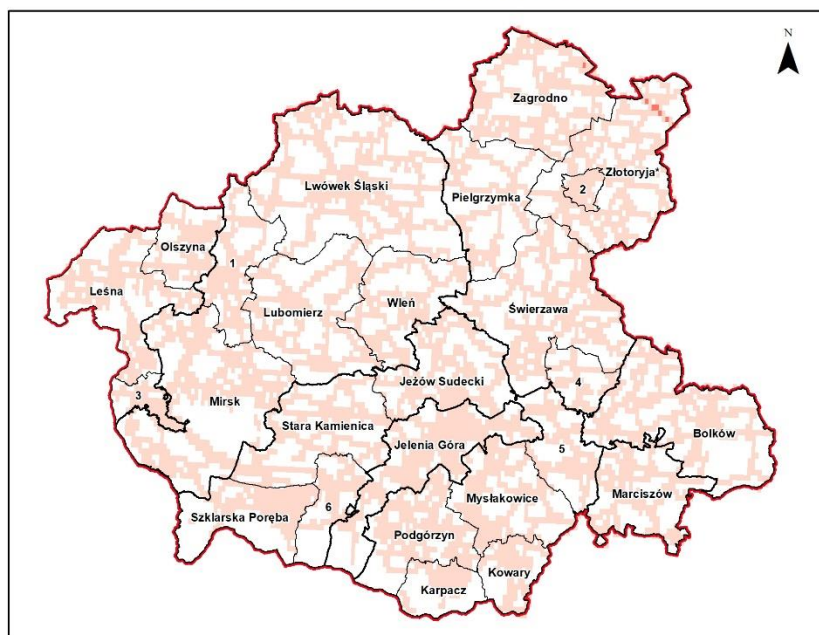 N
Zagrodno
Złotoryja*
2
Lwówek Śląski
Pielgrzymka
Olszyna
1
Leśna
Lubomierz
Wleń
Świerzawa
Jeżów Sudecki
4
3
Mirsk
Stara Kamienica
Bolków
Jelenia Góra
5
Mysłakowice
Marciszów
6
Szklarska Poręba
Podgórzyn
Kowary
Karpacz